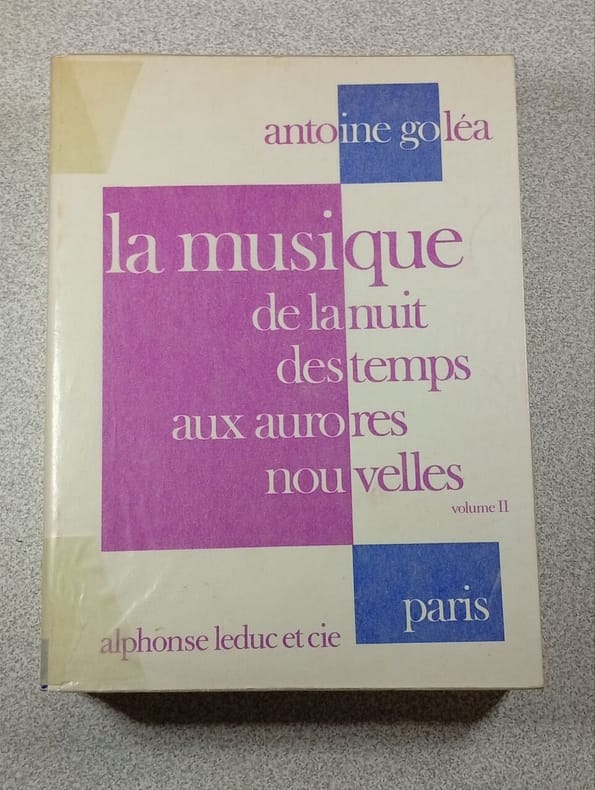 antoine goléa
la musique
de la nuit
des temps
aux aurores
nouvelles
volume II
paris
alphonse leduc et cie